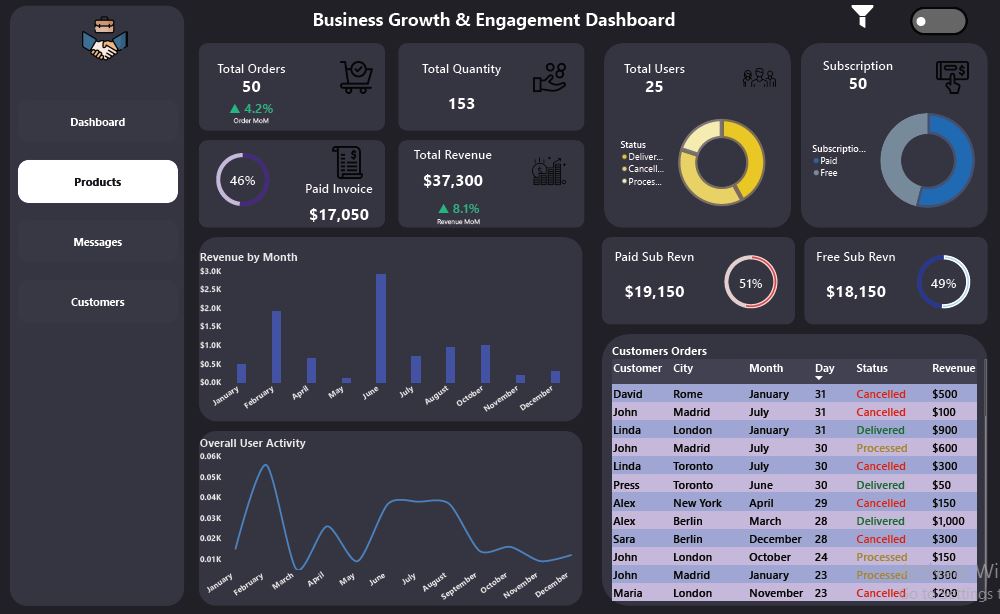 Business Growth & Engagement Dashboard
Dashboard
Products
Messages
Customers
Total Orders
50
▲ 4.2%
Order MoM
Total Quantity
153
46%
Paid Invoice
$17,050
Total Revenue
$37,300
▲ 8.1%
Revenue MoM
Total Users
25
Status
Deliver...
Cancell...
Proces...
Subscription
50
Subscriptio...
Paid
Free
Revenue by Month
$3.0K
$2.5K
$2.0K
$1.5K
$1.0K
$0.5K
$0.0K
January
February
April
May
June
July
August
October
November
December
Paid Sub Revn
$19,150
51%
Free Sub Revn
$18,150
49%
Overall User Activity
0.06K
0.05K
0.04K
0.03K
0.02K
0.01K
January
February
March
April
May
June
July
August
September
October
November
December
Customers Orders
Customer City Month Day Status Revenue
David Rome January 31 Cancelled $500
John Madrid July 31 Cancelled $100
Linda London January 31 Delivered $900
John Madrid July 30 Processed $600
Linda Toronto July 30 Cancelled $300
Press Toronto June 30 Delivered $50
Alex New York April 29 Cancelled $150
Alex Berlin March 28 Delivered $1,000
Sara Berlin December 28 Cancelled $300
John London October 24 Processed $150
John Madrid January 23 Processed $300
Maria London November 23 Cancelled $200